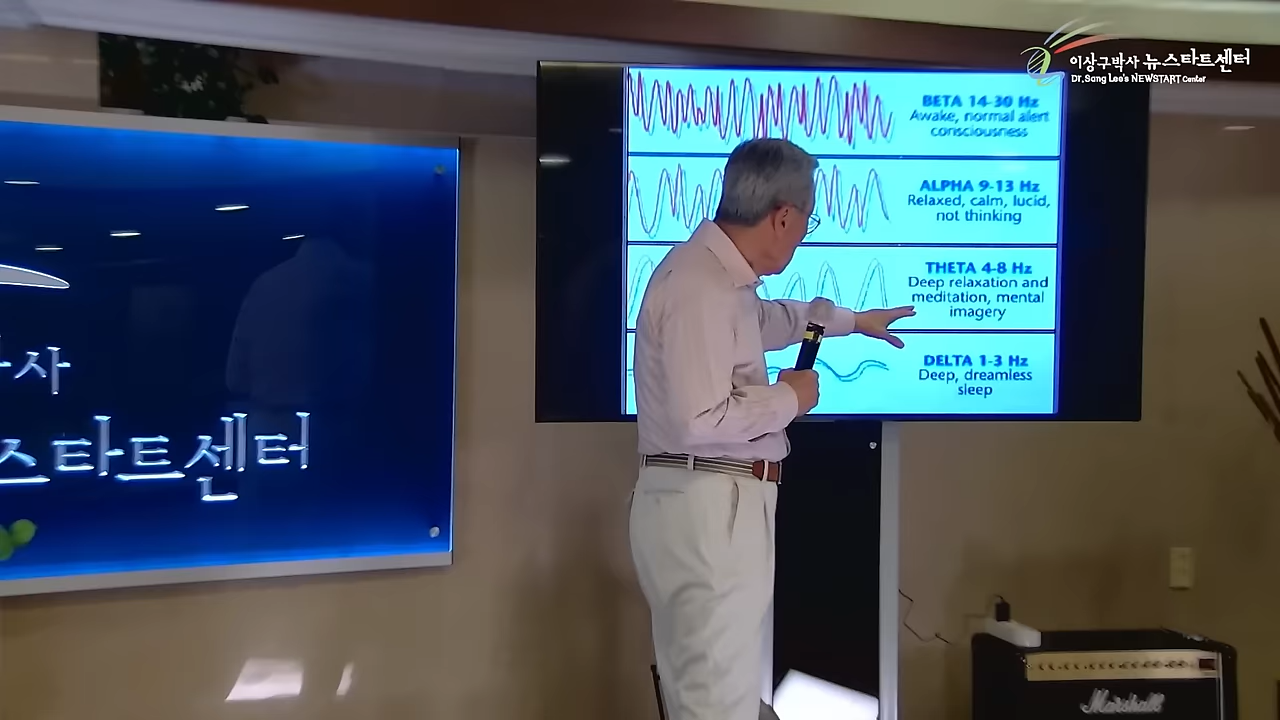 이상구박사 뉴스타트센터
Dr.Sang Lee's NEWSTART Center
BETA 14-30 Hz
Awake, normal alert
consciousness
ALPHA 9-13 Hz
Relaxed, calm, lucid,
not thinking
THETA 4-8 Hz
Deep relaxation and
meditation, mental
imagery
DELTA 1-3 Hz
Deep, dreamless
sleep
사
스타트센터
Marshall